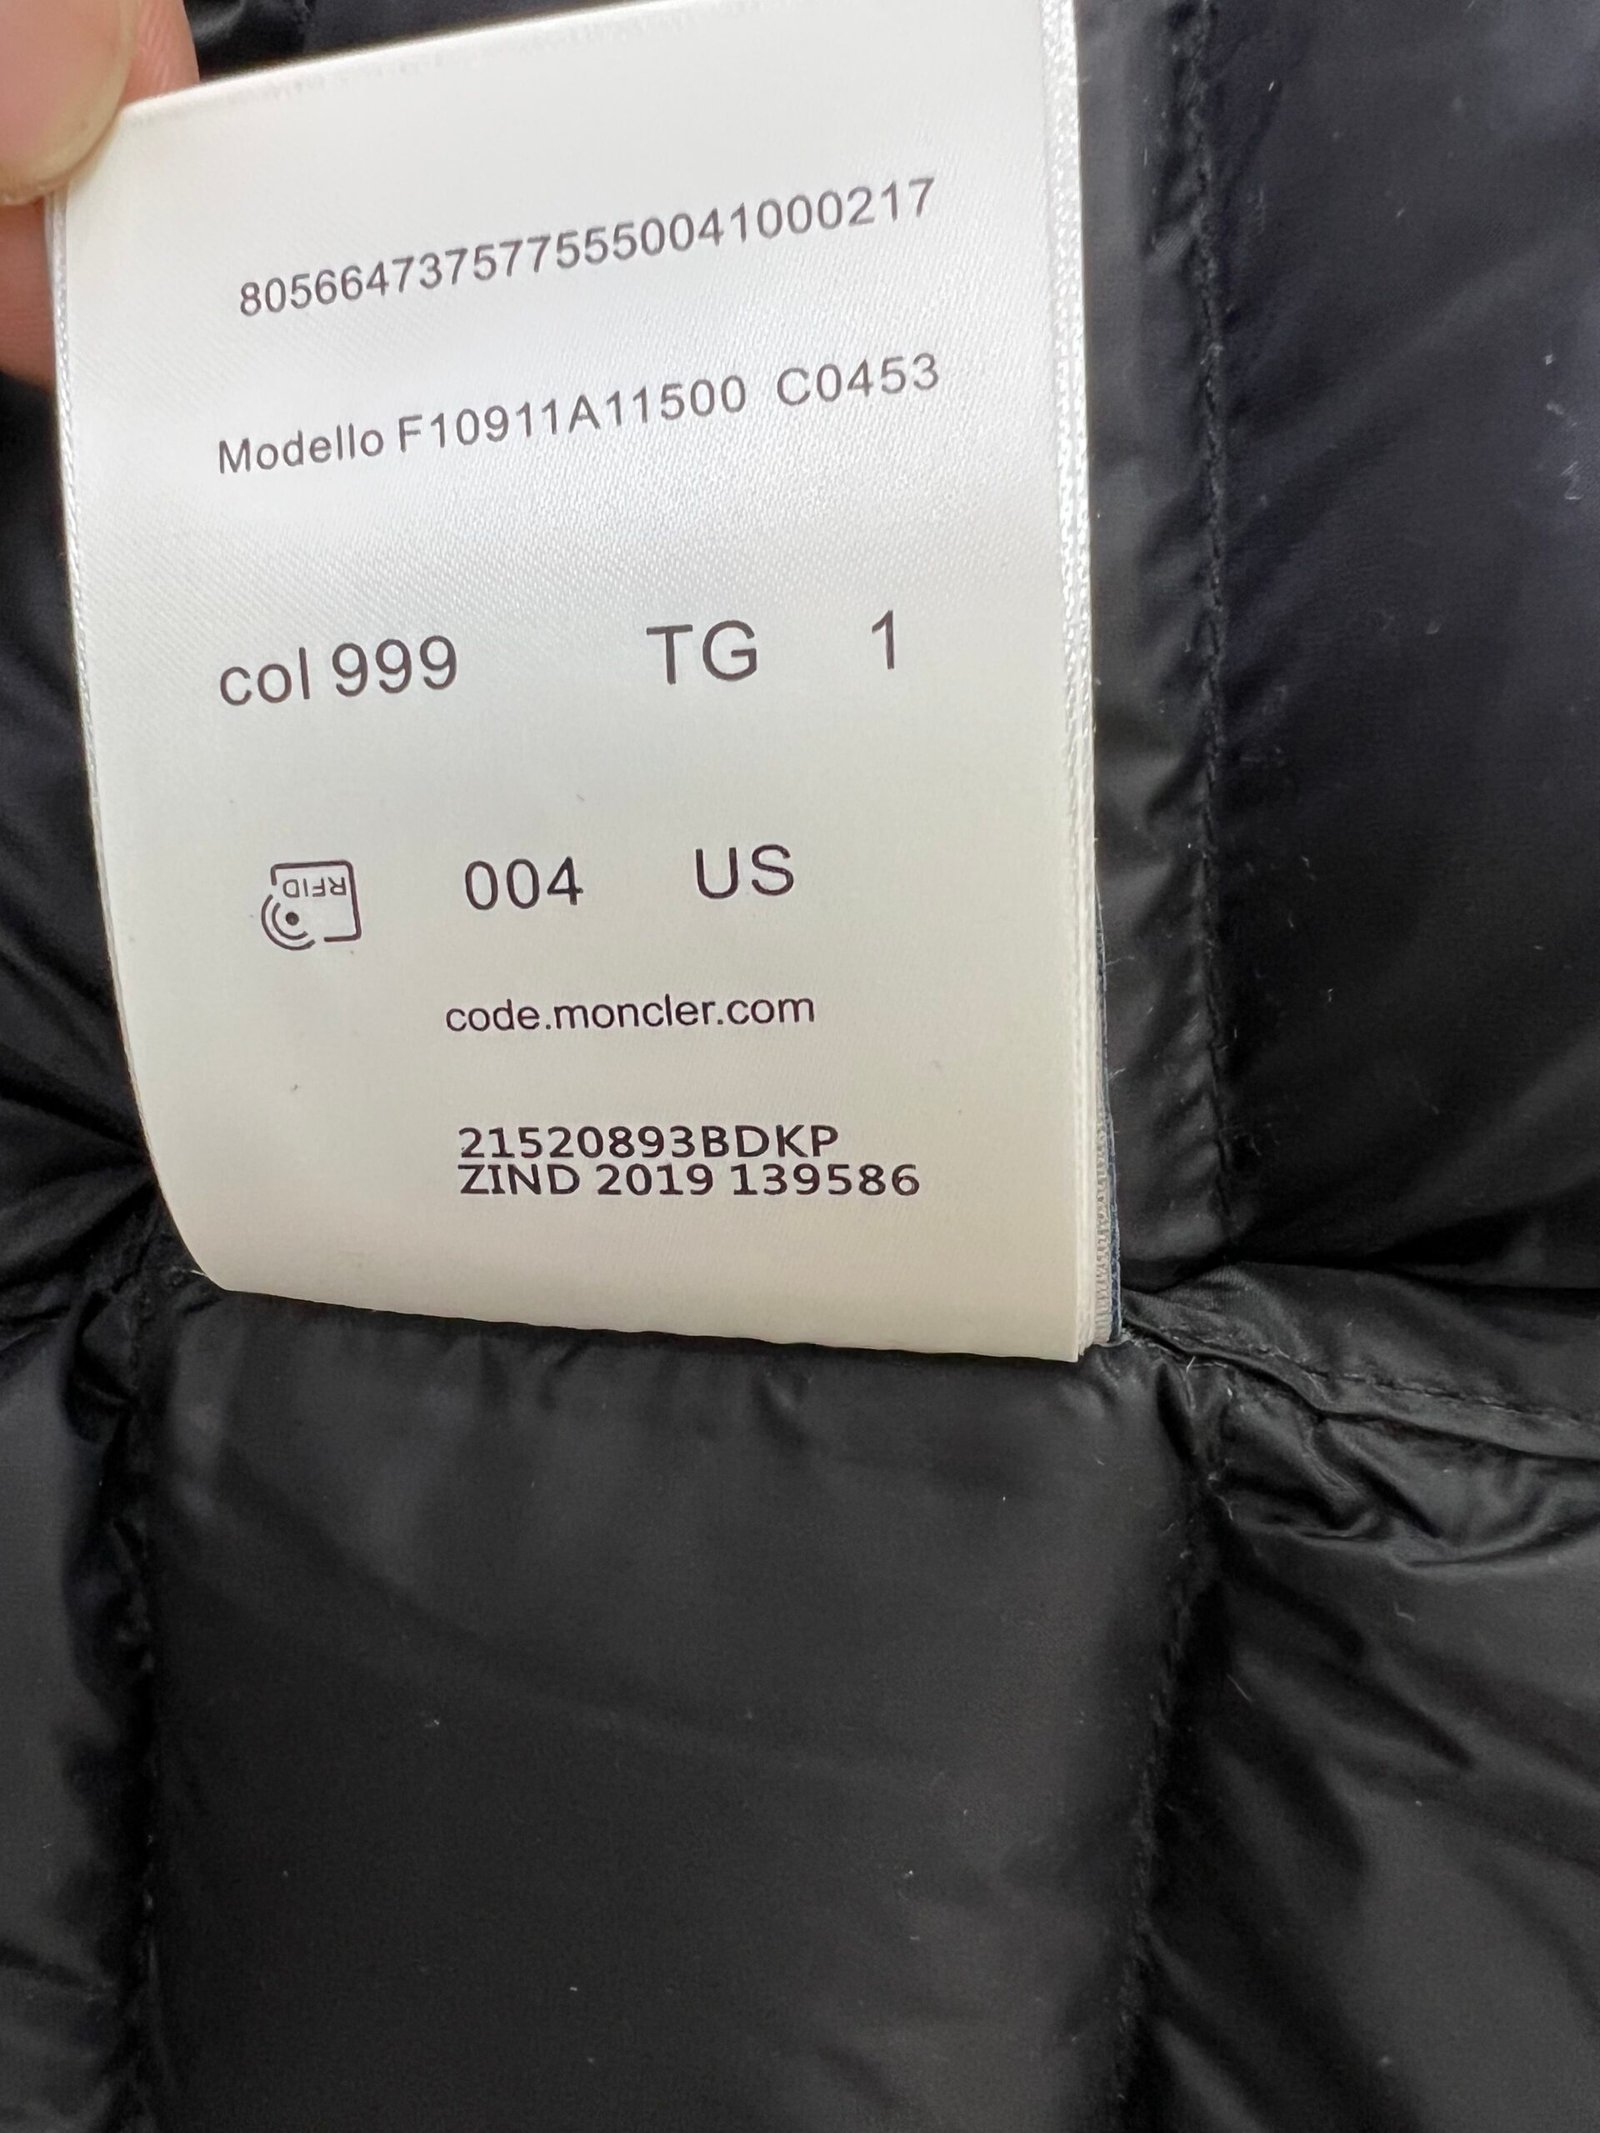 8056647375775550041000217
Modello F10911A11500 C0453
col 999 TG 1
RFID 004 US
code.moncler.com
21520893BDKP
ZIND 2019 139586